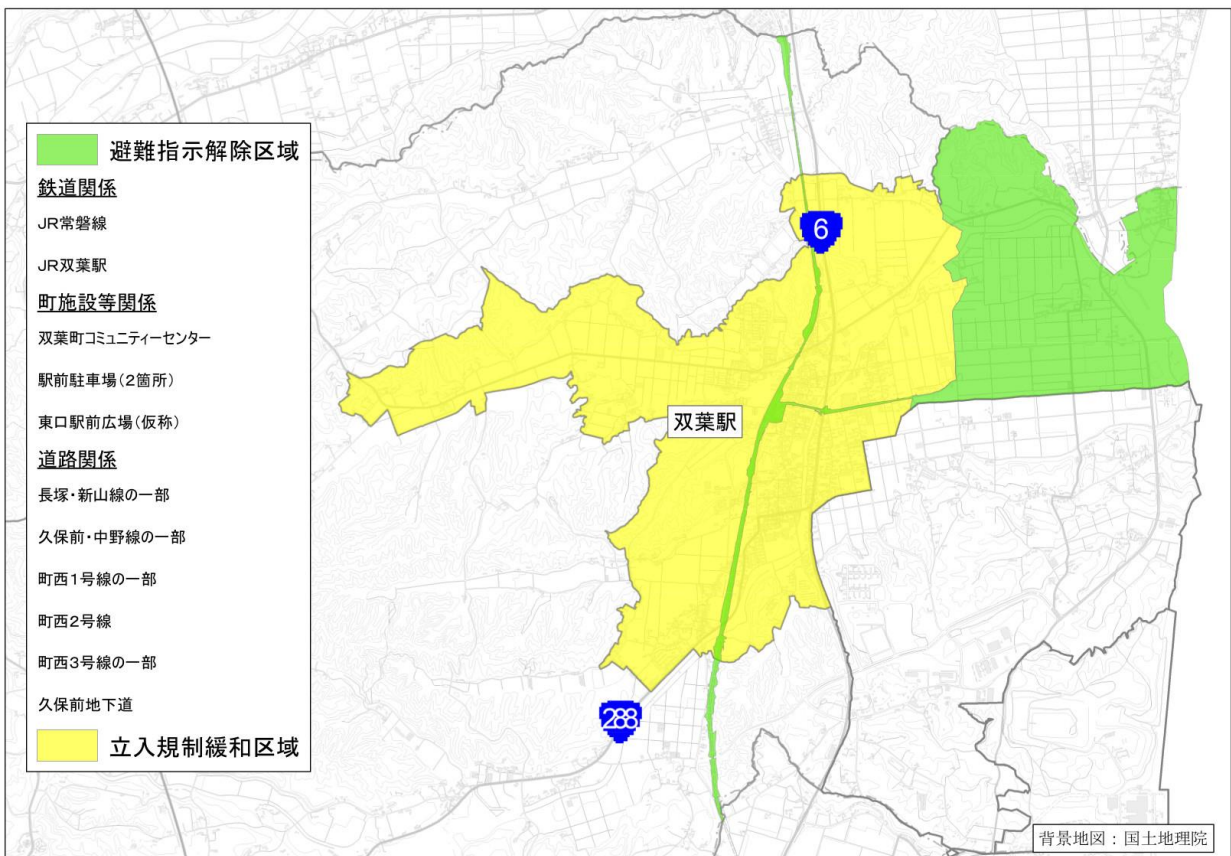 避難指示解除区域
鉄道関係
JR常磐線
JR双葉駅
町施設等関係
双葉町コミュニティーセンター
駅前駐車場(2箇所)
東口駅前広場(仮称)
道路関係
長塚・新山線の一部
久保前・中野線の一部
町西1号線の一部
町西2号線
町西3号線の一部
久保前地下道
立入規制緩和区域
6
双葉駅
288
背景地図：国土地理院